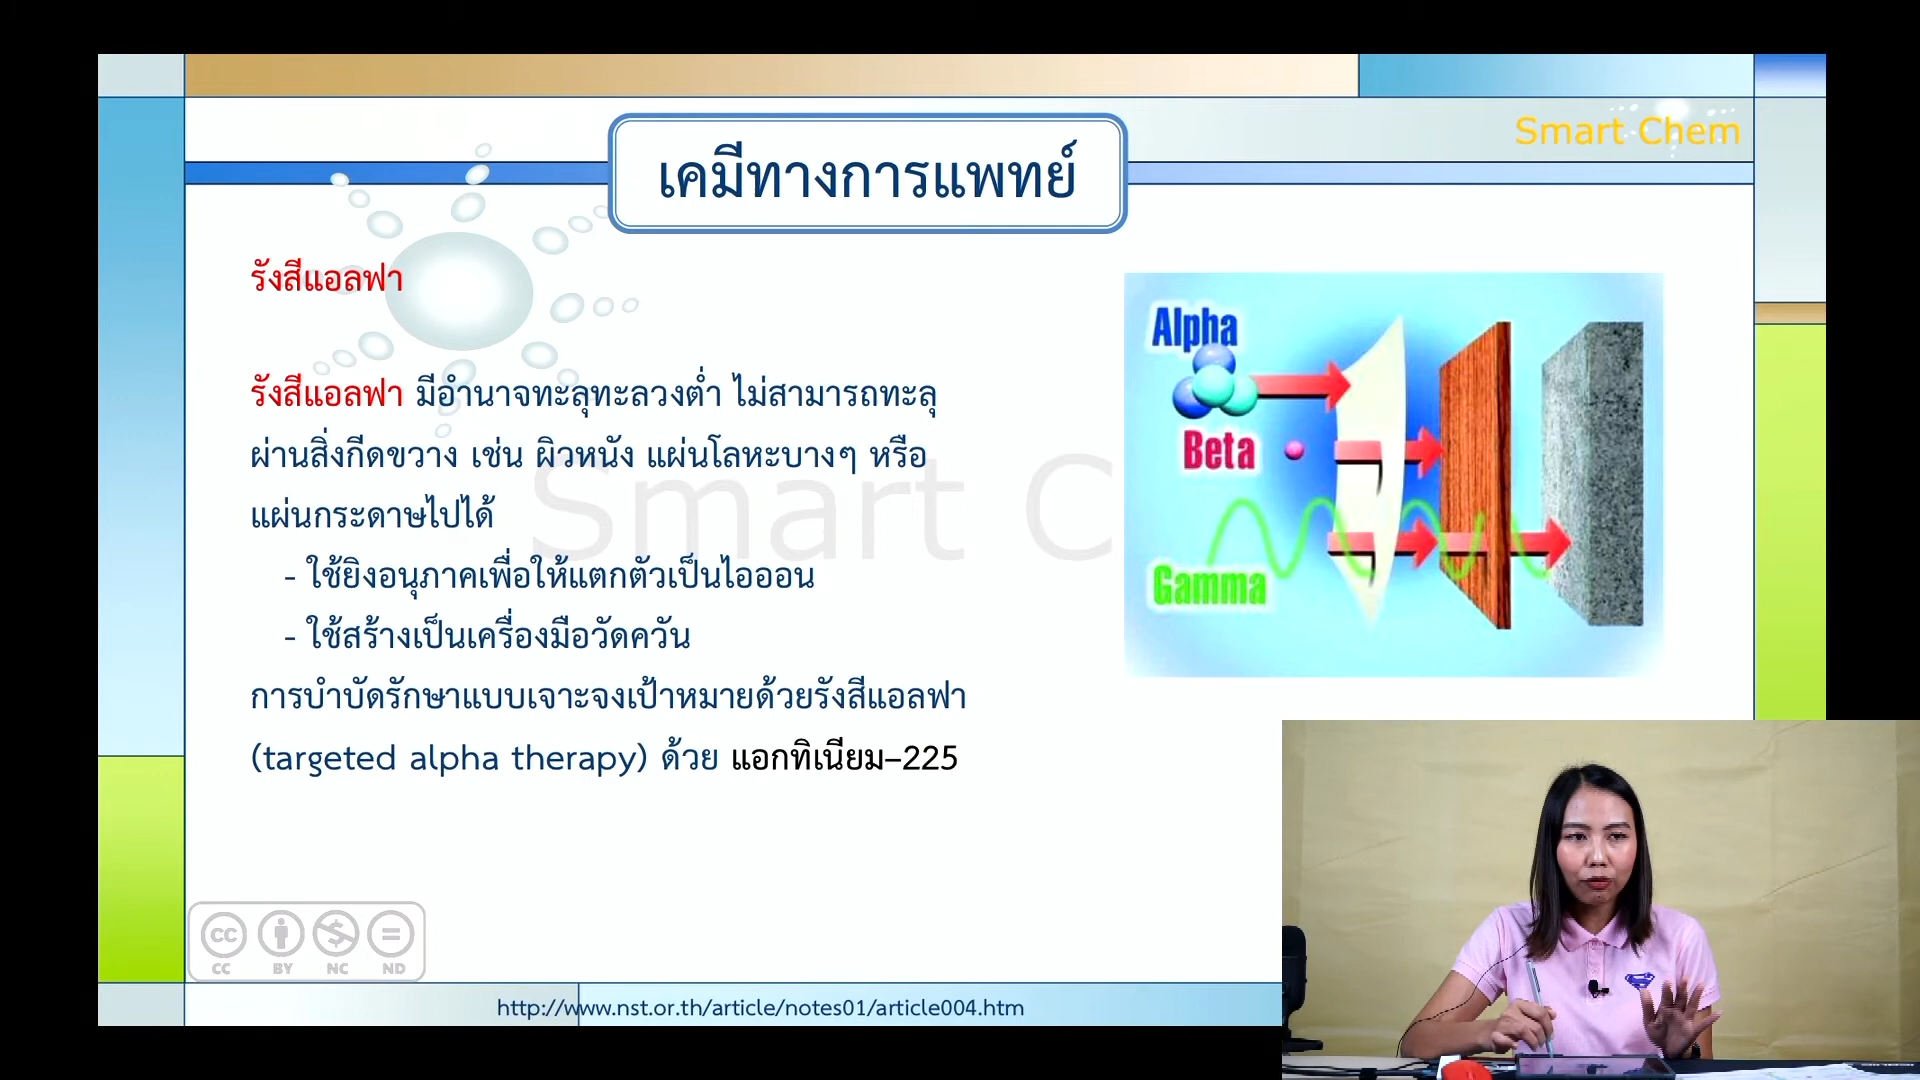 Smart Chem
เคมีทางการแพทย์
รังสีแอลฟา
รังสีแอลฟา มีอำนาจทะลุทะลวงต่ำ ไม่สามารถทะลุ
ผ่านสิ่งกีดขวาง เช่น ผิวหนัง แผ่นโลหะบางๆ หรือ
แผ่นกระดาษไปได้
- ใช้ยิงอนุภาคเพื่อให้แตกตัวเป็นไอออน
- ใช้สร้างเป็นเครื่องมือวัดควัน
การบำบัดรักษาแบบเจาะจงเป้าหมายด้วยรังสีแอลฟา
(targeted alpha therapy) ด้วย แอกทิเนียม–225
Smart C
Alpha
Beta
Gamma
CC BY NC ND
http://www.nst.or.th/article/notes01/article004.htm